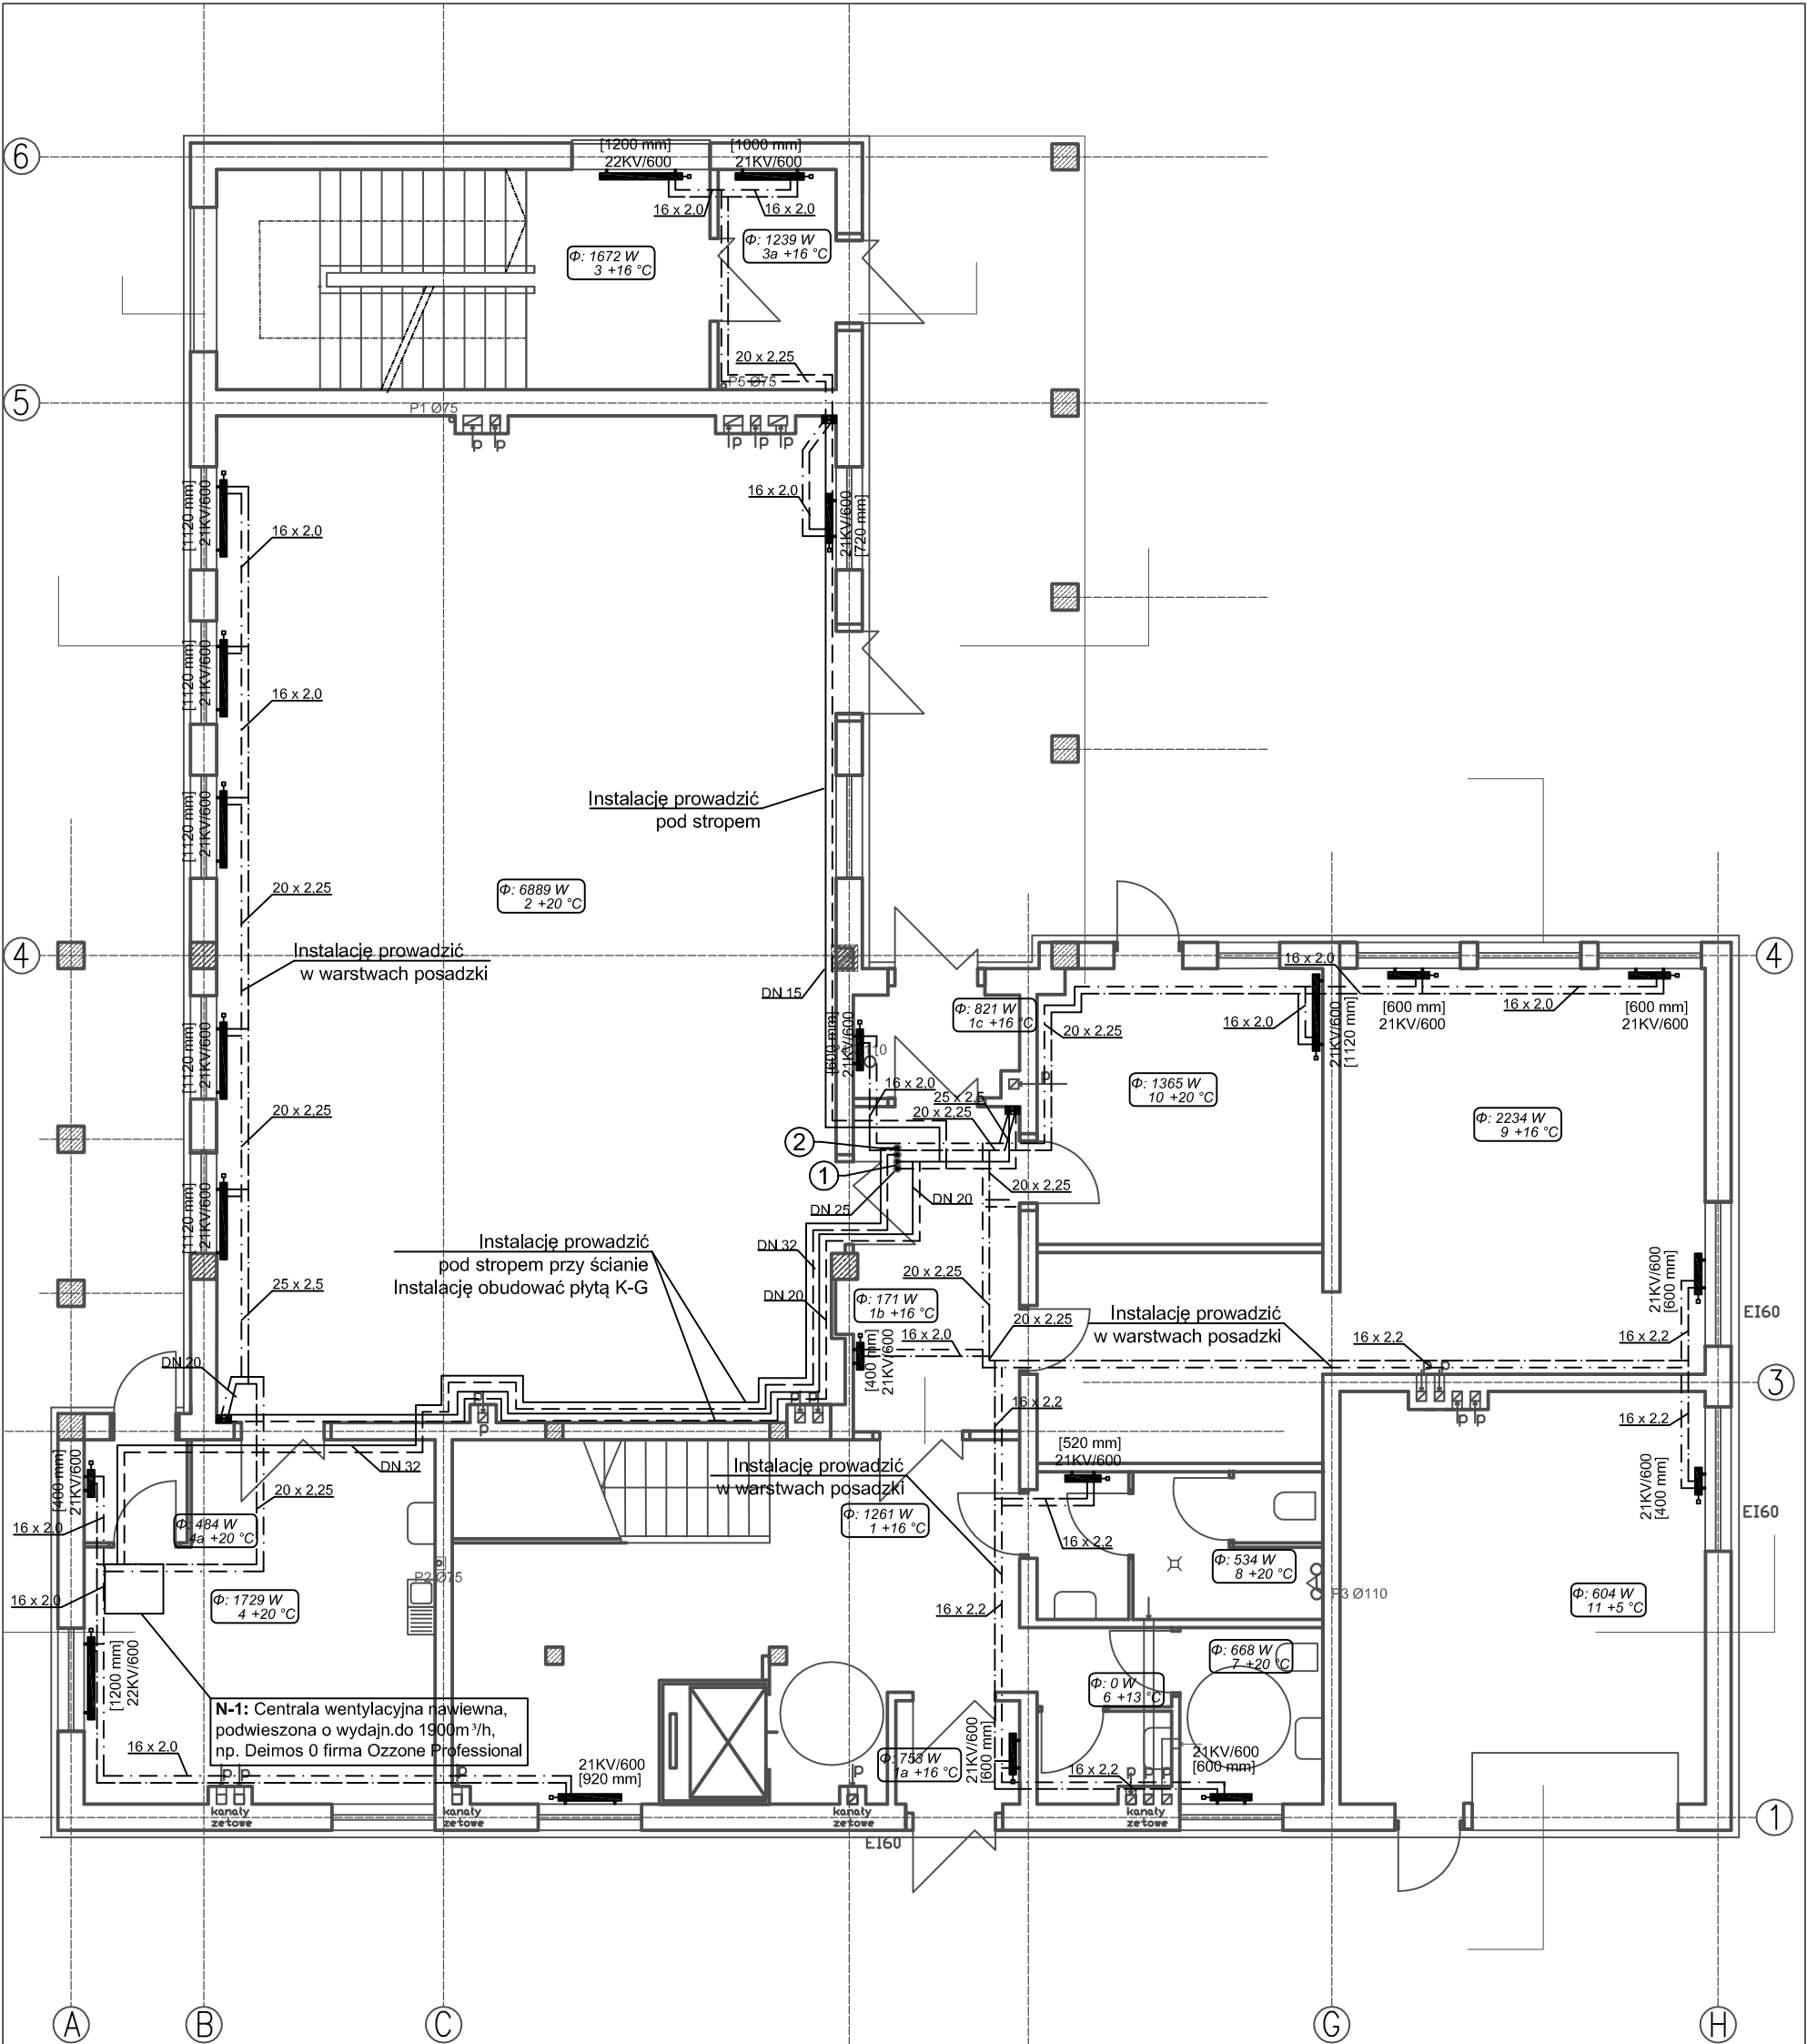 [1200 mm]
22KV/600
[1000 mm]
21KV/600
6
16 x 2,0
16 x 2,0
Φ: 1672 W
3 +16 °C
Φ: 1239 W
3a +16 °C
20 x 2,25
P5 Ø75
5
P1 Ø75
p
p
p
p
p
[1120 mm]
21KV/600
16 x 2,0
16 x 2,0
21KV/600
[720 mm]
[1120 mm]
21KV/600
16 x 2,0
[1120 mm]
21KV/600
Instalację prowadzić
pod stropem
20 x 2,25
Φ: 6889 W
2 +20 °C
4
Instalację prowadzić
w warstwach posadzki
DN 15
4
16 x 2,0
[600 mm]
21KV/600
16 x 2,0
[600 mm]
21KV/600
Φ: 821 W
1c +16 °C
20 x 2,25
16 x 2,0
21KV/600
[1120 mm]
[1120 mm]
21KV/600
[600 mm]
21KV/600
16 x 2,0
25 x 2,5
20 x 2,25
p
Φ: 1365 W
10 +20 °C
Φ: 2234 W
9 +16 °C
20 x 2,25
2
1
20 x 2,25
DN 20
DN 25
[1120 mm]
21KV/600
Instalację prowadzić
pod stropem przy ścianie
Instalację obudować płytą K-G
DN 32
20 x 2,25
25 x 2,5
DN 20
Φ: 171 W
1b +16 °C
20 x 2,25
Instalację prowadzić
w warstwach posadzki
21KV/600
[600 mm]
EI60
16 x 2,0
16 x 2,2
16 x 2,2
DN 20
[400 mm]
21KV/600
p
p
3
p
p
p
p
p
16 x 2,2
16 x 2,2
[520 mm]
21KV/600
DN 32
Instalację prowadzić
w warstwach posadzki
[400 mm]
21KV/600
20 x 2,25
21KV/600
[400 mm]
EI60
16 x 2,0
Φ: 484 W
4a +20 °C
Φ: 1261 W
1 +16 °C
16 x 2,2
Φ: 534 W
8 +20 °C
P2 Ø75
P3 Ø110
16 x 2,0
Φ: 1729 W
4 +20 °C
16 x 2,2
Φ: 604 W
11 +5 °C
[1200 mm]
22KV/600
Φ: 668 W
7 +20 °C
Φ: 0 W
6 +13 °C
N-1: Centrala wentylacyjna nawiewna,
podwieszona o wydajn.do 1900m³/h,
np. Deimos 0 firma Ozzone Professional
16 x 2,0
21KV/600
[920 mm]
Φ: 753 W
1a +16 °C
21KV/600
[600 mm]
16 x 2,2
21KV/600
[600 mm]
p
p
p
p
p
p
p
kanały
zetowe
kanały
zetowe
kanały
zetowe
kanały
zetowe
1
EI60
A
B
C
G
H